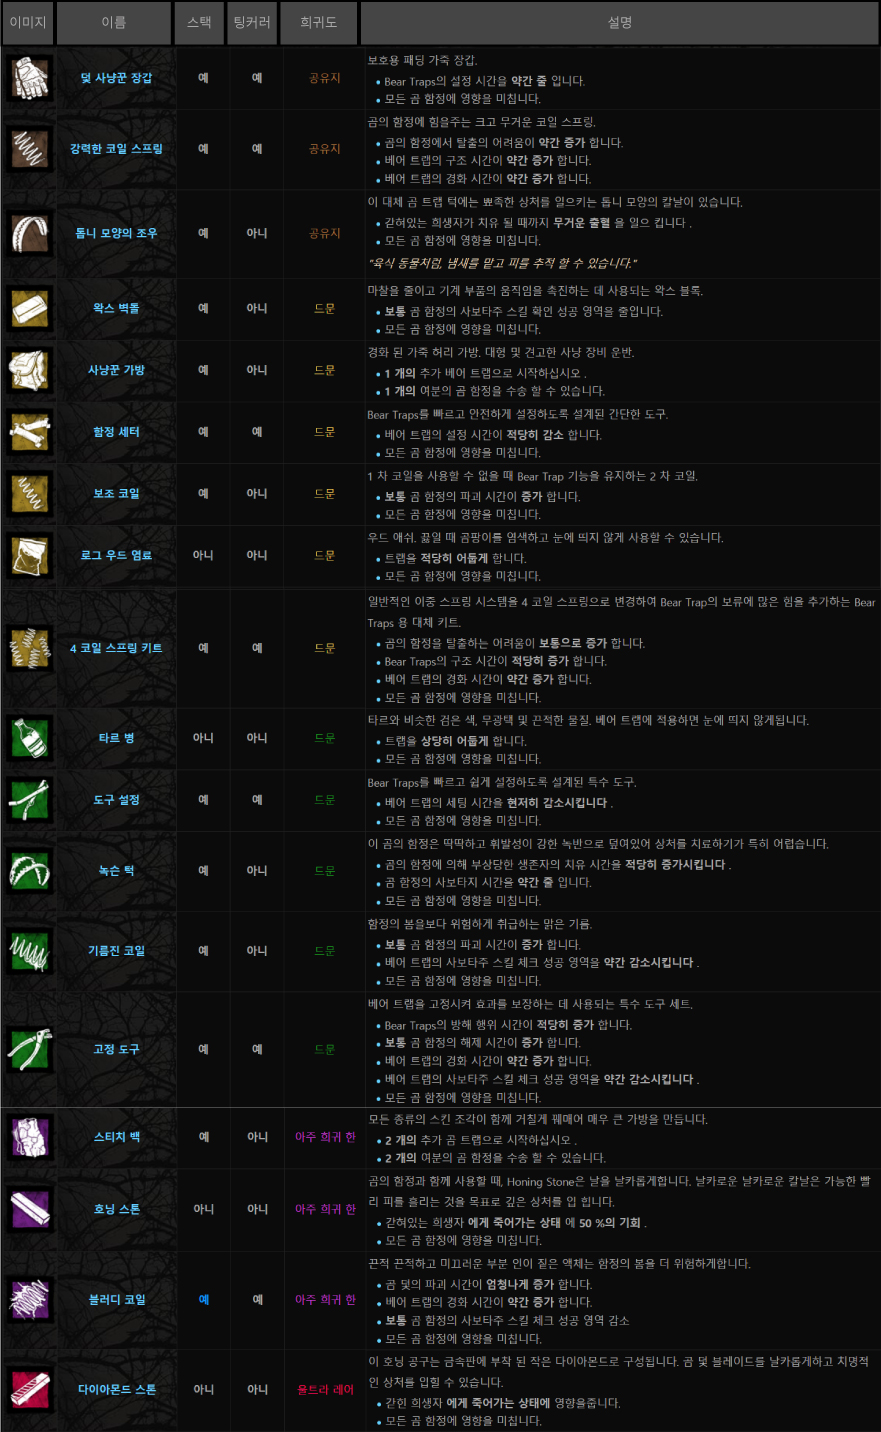 이미지 이름 스택 팅커러 희귀도 설명
보호용 패딩 가죽 장갑.
덫 사냥꾼 장갑 예 예 공유지
• Bear Traps의 설정 시간을 약간 줄 입니다.
• 모든 곰 함정에 영향을 미칩니다.
곰의 함정에 힘을주는 크고 무거운 코일 스프링.
• 곰의 함정에서 탈출의 어려움이 약간 증가 합니다.
강력한 코일 스프링 예 예 공유지
• 베어 트랩의 구조 시간이 약간 증가 합니다.
• 베어 트랩의 경화 시간이 약간 증가 합니다.
이 대체 곰 트랩 턱에는 뾰족한 상처를 일으키는 톱니 모양의 칼날이 있습니다.
• 갇혀있는 희생자가 치유 될 때까지 무거운 출혈 을 일으 킵니다 .
톱니 모양의 조우 예 아니 공유지
• 모든 곰 함정에 영향을 미칩니다.
"육식 동물처럼, 냄새를 맡고 피를 추적 할 수 있습니다."
마찰을 줄이고 기계 부품의 움직임을 촉진하는 데 사용되는 왁스 블록.
왁스 벽돌 예 아니 드문
• 보통 곰 함정의 사보타주 스킬 확인 성공 영역을 줄입니다.
• 모든 곰 함정에 영향을 미칩니다.
경화 된 가죽 허리 가방. 대형 및 견고한 사냥 장비 운반.
사냥꾼 가방 예 아니 드문
• 1 개의 추가 베어 트랩으로 시작하십시오 .
• 1 개의 여분의 곰 함정을 수송 할 수 있습니다.
Bear Traps를 빠르고 안전하게 설정하도록 설계된 간단한 도구.
함정 세터 예 예 드문
• 베어 트랩의 설정 시간이 적당히 감소 합니다.
• 모든 곰 함정에 영향을 미칩니다.
1 차 코일을 사용할 수 없을 때 Bear Trap 기능을 유지하는 2 차 코일.
보조 코일 예 아니 드문
• 보통 곰 함정의 파괴 시간이 증가 합니다.
• 모든 곰 함정에 영향을 미칩니다.
우드 애쉬. 끓일 때 곰팡이를 염색하고 눈에 띄지 않게 사용할 수 있습니다.
로그 우드 염료 아니 아니 드문
• 트랩을 적당히 어둡게 합니다.
• 모든 곰 함정에 영향을 미칩니다.
일반적인 이중 스프링 시스템을 4 코일 스프링으로 변경하여 Bear Trap의 보류에 많은 힘을 추가하는 Bear
Traps 용 대체 키트.
• 곰의 함정을 탈출하는 어려움이 보통으로 증가 합니다.
4 코일 스프링 키트 예 예 드문
• Bear Traps의 구조 시간이 적당히 증가 합니다.
• 베어 트랩의 경화 시간이 약간 증가 합니다.
• 모든 곰 함정에 영향을 미칩니다.
타르와 비슷한 검은 색, 무광택 및 끈적한 물질. 베어 트랩에 적용하면 눈에 띄지 않게됩니다.
타르 병 아니 아니 드문
• 트랩을 상당히 어둡게 합니다.
• 모든 곰 함정에 영향을 미칩니다.
Bear Traps를 빠르고 쉽게 설정하도록 설계된 특수 도구.
도구 설정 예 예 드문
• 베어 트랩의 세팅 시간을 현저히 감소시킵니다 .
• 모든 곰 함정에 영향을 미칩니다.
이 곰의 함정은 딱딱하고 휘발성이 강한 녹반으로 덮여있어 상처를 치료하기가 특히 어렵습니다.
• 곰의 함정에 의해 부상당한 생존자의 치유 시간을 적당히 증가시킵니다 .
녹슨 턱 예 아니 드문
• 곰 함정의 사보타지 시간을 약간 줄 입니다.
• 모든 곰 함정에 영향을 미칩니다.
함정의 봄을보다 위험하게 취급하는 맑은 기름.
• 보통 곰 함정의 파괴 시간이 증가 합니다.
기름진 코일 예 아니 드문
• 베어 트랩의 사보타주 스킬 체크 성공 영역을 약간 감소시킵니다 .
• 모든 곰 함정에 영향을 미칩니다.
베어 트랩을 고정시켜 효과를 보장하는 데 사용되는 특수 도구 세트.
• Bear Traps의 방해 행위 시간이 적당히 증가 합니다.
• 보통 곰 함정의 해제 시간이 증가 합니다.
고정 도구 예 예 드문
• 베어 트랩의 경화 시간이 약간 증가 합니다.
• 베어 트랩의 사보타주 스킬 체크 성공 영역을 약간 감소시킵니다 .
• 모든 곰 함정에 영향을 미칩니다.
모든 종류의 스킨 조각이 함께 거칠게 꿰매어 매우 큰 가방을 만듭니다.
스티치 백 예 아니 아주 희귀 한
• 2 개의 추가 곰 트랩으로 시작하십시오 .
• 2 개의 여분의 곰 함정을 수송 할 수 있습니다.
곰의 함정과 함께 사용할 때, Honing Stone은 날을 날카롭게합니다. 날카로운 날카로운 칼날은 가능한 빨
리 피를 흘리는 것을 목표로 깊은 상처를 입 힙니다.
호닝 스톤 아니 아니 아주 희귀 한
• 갇혀있는 희생자 에게 죽어가는 상태 에 50 %의 기회 .
• 모든 곰 함정에 영향을 미칩니다.
끈적 끈적하고 미끄러운 부분 인이 짙은 액체는 함정의 봄을 더 위험하게합니다.
• 곰 덫의 파괴 시간이 엄청나게 증가 합니다.
블러디 코일 예 예 아주 희귀 한
• 베어 트랩의 경화 시간이 약간 증가 합니다.
• 보통 곰 함정의 사보타주 스킬 체크 성공 영역 감소
• 모든 곰 함정에 영향을 미칩니다.
이 호닝 공구는 금속판에 부착 된 작은 다이아몬드로 구성됩니다. 곰 덫 블레이드를 날카롭게하고 치명적
인 상처를 입힐 수 있습니다.
다이아몬드 스톤 아니 아니 울트라 레어
• 갇힌 희생자 에게 죽어가는 상태에 영향을줍니다.
• 모든 곰 함정에 영향을 미칩니다.